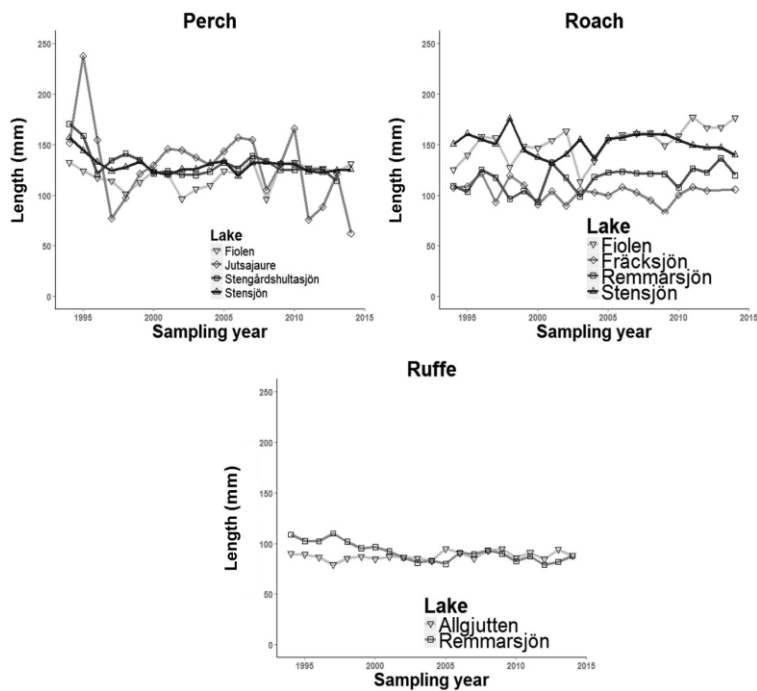 Perch
Length (mm)
250
200
150
100
50
0
Lake
Fiolen
Jutsajaure
Stengårdshultasjön
Stensjön
1995
2000
2005
2010
2015
Sampling year
Roach
Length (mm)
250
200
150
100
50
0
Lake
Fiolen
Fräcksjön
Remmarsjön
Stensjön
1995
2000
2005
2010
2015
Sampling year
Ruffe
Length (mm)
250
200
150
100
50
0
Lake
Allgjutten
Remmarsjön
1995
2000
2005
2010
2015
Sampling year